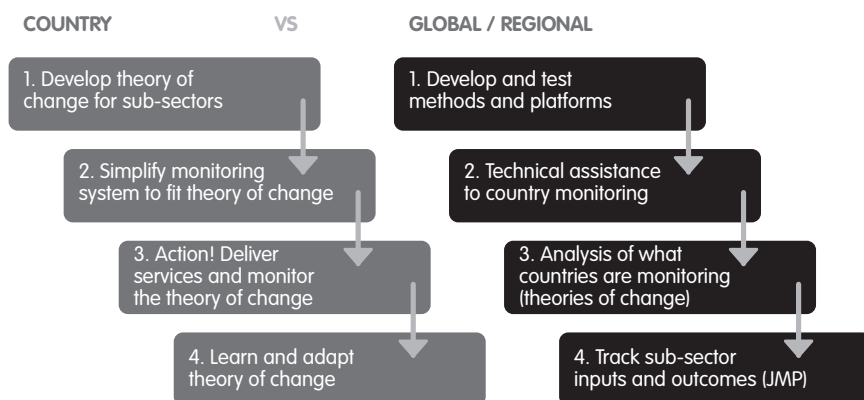 COUNTRY VS GLOBAL / REGIONAL
1. Develop theory of
change for sub-sectors
2. Simplify monitoring
system to fit theory of change
3. Action! Deliver
services and monitor
the theory of change
4. Learn and adapt
theory of change
1. Develop and test
methods and platforms
2. Technical assistance
to country monitoring
3. Analysis of what
countries are monitoring
(theories of change)
4. Track sub-sector
inputs and outcomes (JMP)